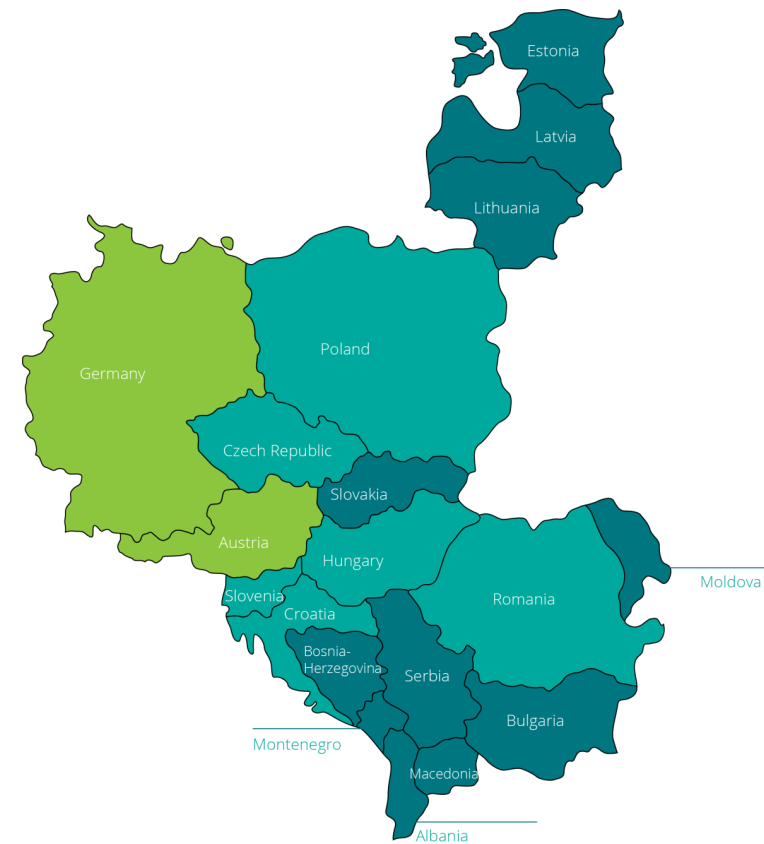 Estonia
Latvia
Lithuania
Poland
Germany
Czech Republic
Slovakia
Austria
Hungary
Moldova
Slovenia
Romania
Croatia
Bosnia-
Herzegovina
Serbia
Bulgaria
Montenegro
Macedonia
Albania